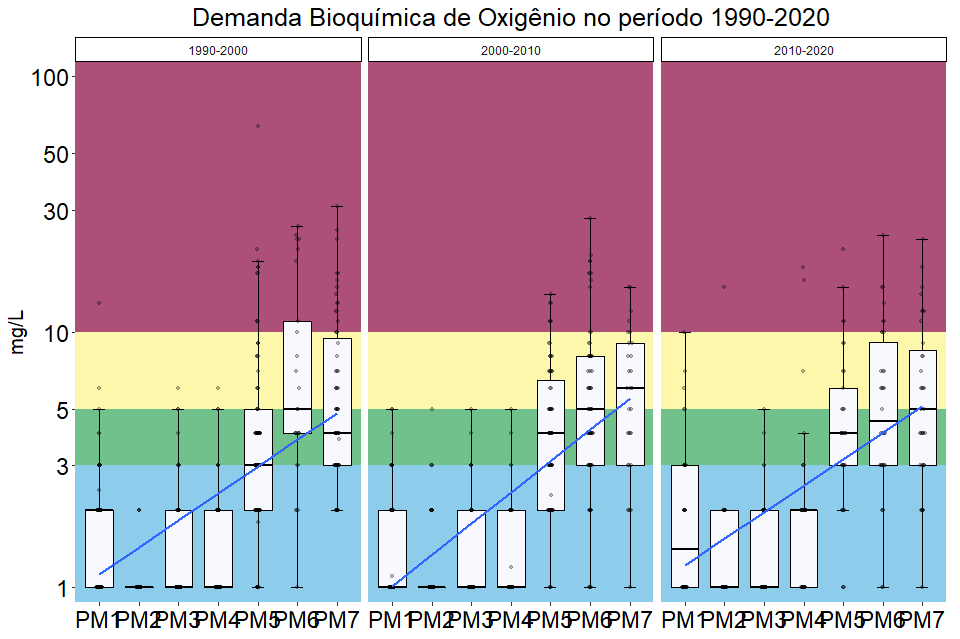 Demanda Bioquímica de Oxigênio no período 1990-2020
1990-2000
2000-2010
2010-2020
mg/L
100
50
30
10
5
3
1
PM1 PM2 PM3 PM4 PM5 PM6 PM7
PM1 PM2 PM3 PM4 PM5 PM6 PM7
PM1 PM2 PM3 PM4 PM5 PM6 PM7